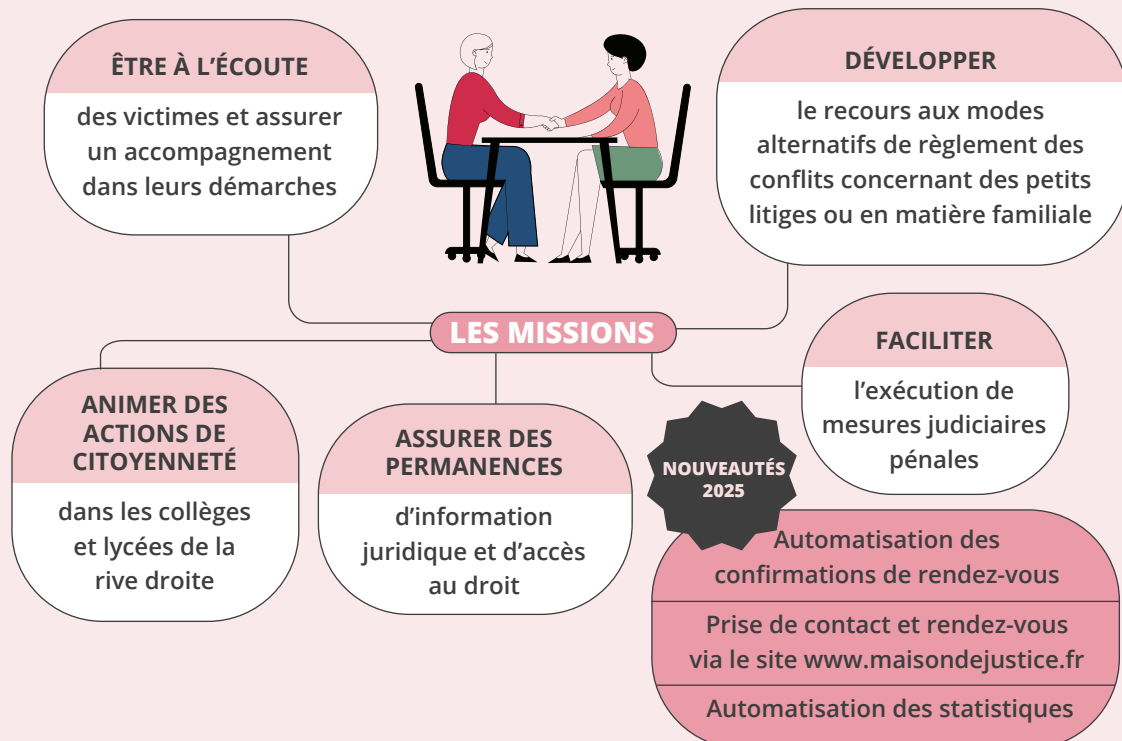 ÊTRE À L'ÉCOUTE
des victimes et assurer
un accompagnement
dans leurs démarches
DÉVELOPPER
le recours aux modes
alternatifs de règlement des
conflits concernant des petits
litiges ou en matière familiale
LES MISSIONS
FACILITER
l'exécution de
mesures judiciaires
pénales
ANIMER DES
ACTIONS DE
CITOYENNETÉ
dans les collèges
et lycées de la
rive droite
ASSURER DES
PERMANENCES
d'information
juridique et d'accès
au droit
NOUVEAUTÉS
2025
Automatisation des
confirmations de rendez-vous
Prise de contact et rendez-vous
via le site www.maisondejustice.fr
Automatisation des statistiques